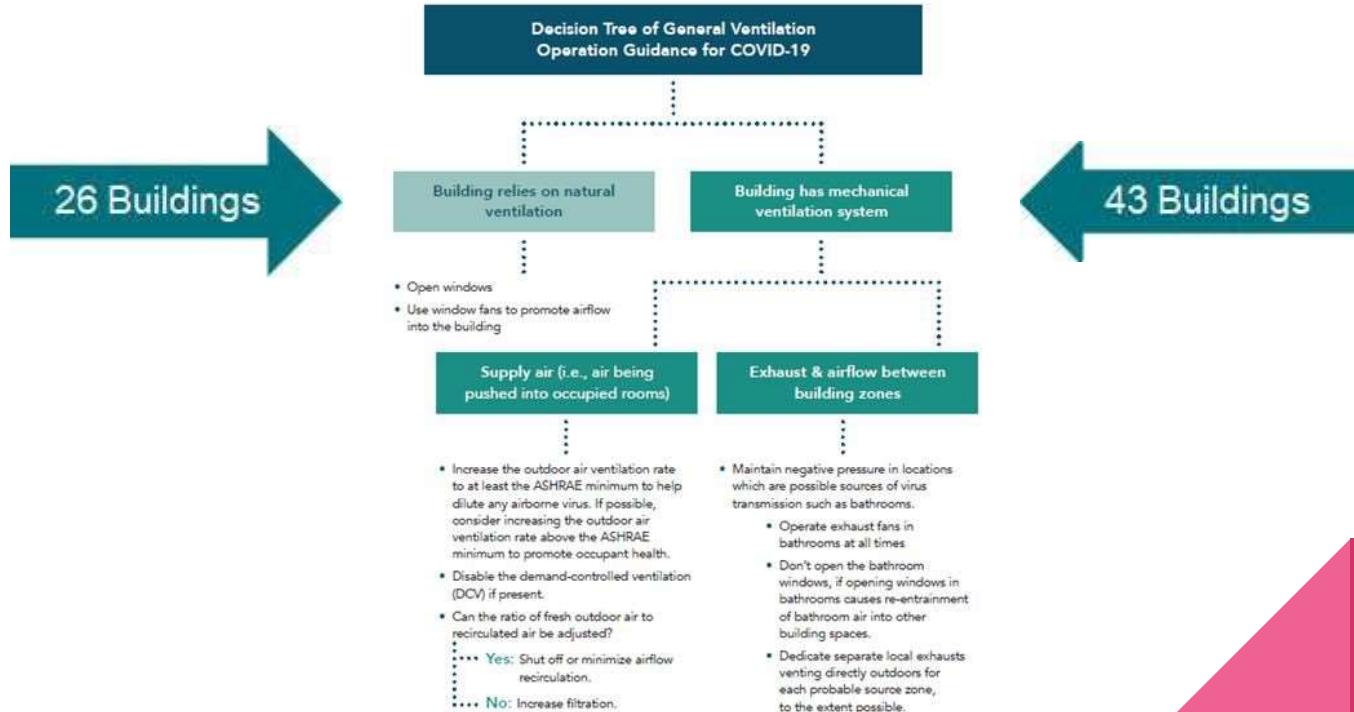 Decision Tree of General Ventilation
Operation Guidance for COVID-19
26 Buildings
Building relies on natural
ventilation
Building has mechanical
ventilation system
43 Buildings
• Open windows
• Use window fans to promote airflow
into the building
Supply air (i.e., air being
pushed into occupied rooms)
Exhaust & airflow between
building zones
• Increase the outdoor air ventilation rate
to at least the ASHRAE minimum to help
dilute any airborne virus. If possible,
consider increasing the outdoor air
ventilation rate above the ASHRAE
minimum to promote occupant health.
• Disable the demand-controlled ventilation
(DCV) if present.
• Can the ratio of fresh outdoor air to
recirculated air be adjusted?
Yes: Shut off or minimize airflow
recirculation.
No: Increase filtration.
• Maintain negative pressure in locations
which are possible sources of virus
transmission such as bathrooms.
• Operate exhaust fans in
bathrooms at all times
• Don't open the bathroom
windows, if opening windows in
bathrooms causes re-entrainment
of bathroom air into other
building spaces.
• Dedicate separate local exhausts
venting directly outdoors for
each probable source zone,
to the extent possible.